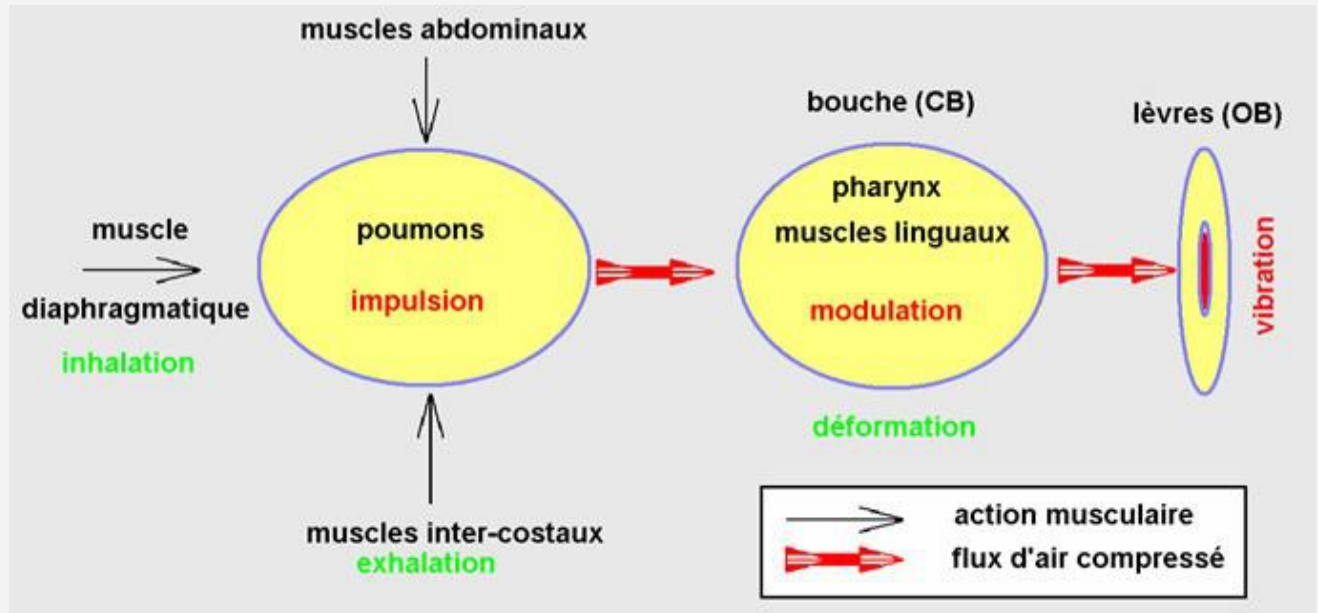 muscles abdominaux
bouche (CB)
lèvres (OB)
muscle
diaphragmatique
inhalation
poumons
impulsion
pharynx
muscles linguaux
modulation
déformation
vibration
muscles inter-costaux
exhalation
action musculaire
flux d'air compressé